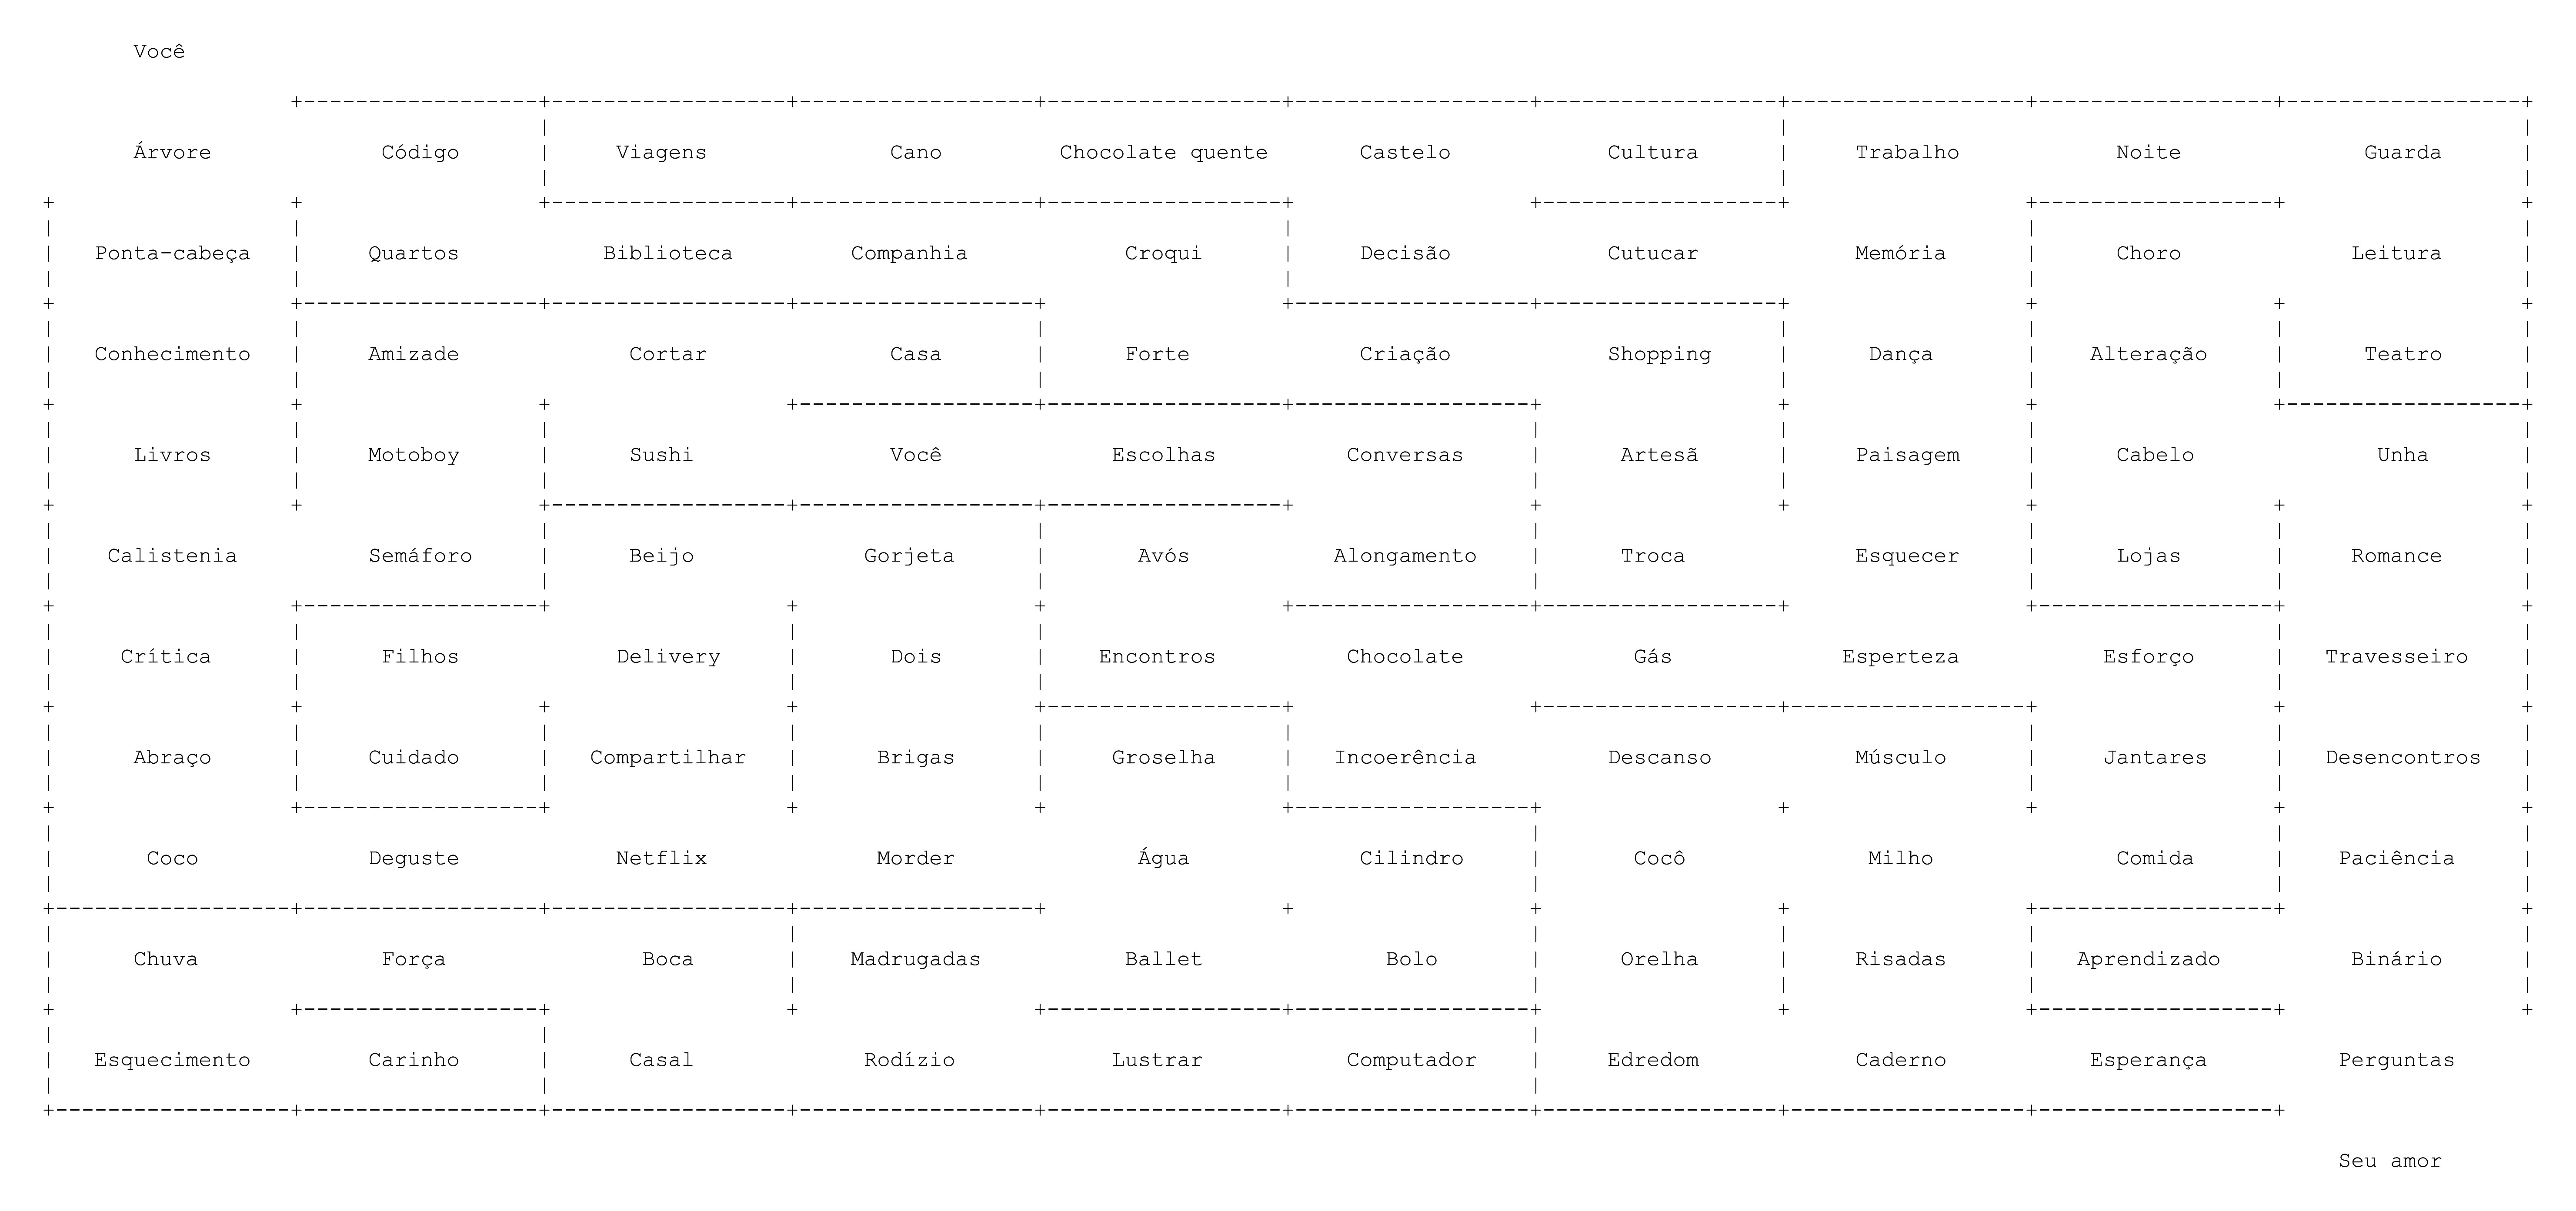 Você
Árvore Código Viagens Cano Chocolate quente Castelo Cultura Trabalho Noite Guarda
Ponta-cabeça Quartos Biblioteca Companhia Croqui Decisão Cutucar Memória Choro Leitura
Conhecimento Amizade Cortar Casa Forte Criação Shopping Dança Alteração Teatro
Livros Motoboy Sushi Você Escolhas Conversas Artesã Paisagem Cabelo Unha
Calistenia Semáforo Beijo Gorjeta Avós Alongamento Troca Esquecer Lojas Romance
Crítica Filhos Delivery Dois Encontros Chocolate Gás Esperteza Esforço Travesseiro
Abraço Cuidado Compartilhar Brigas Groselha Incoerência Descanso Músculo Jantares Desencontros
Coco Deguste Netflix Morder Água Cilindro Cocô Milho Comida Paciência
Chuva Força Boca Madrugadas Ballet Bolo Orelha Risadas Aprendizado Binário
Esquecimento Carinho Casal Rodízio Lustrar Computador Edredom Caderno Esperança Perguntas
Seu amor